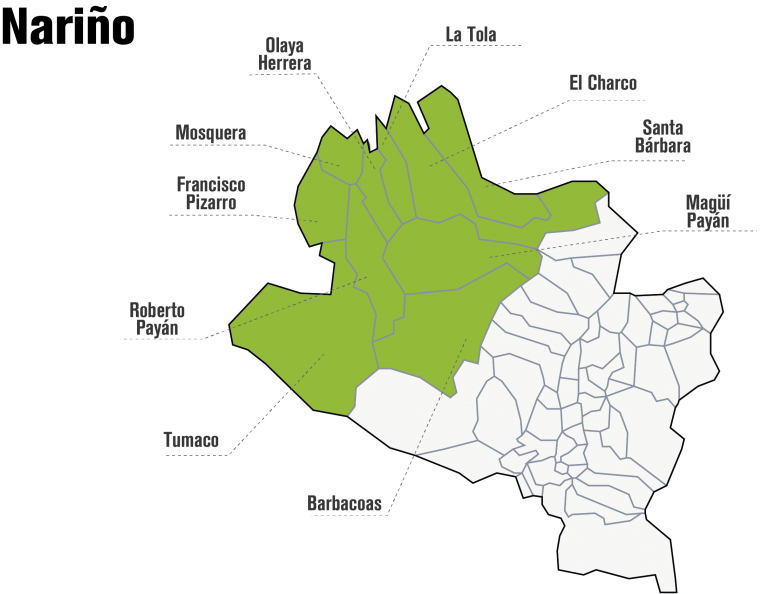 Nariño
La Tola
Olaya
Herrera
El Charco
Mosquera
Santa
Bárbara
Francisco
Pizarro
Magüí
Payán
Roberto
Payán
Tumaco
Barbacoas